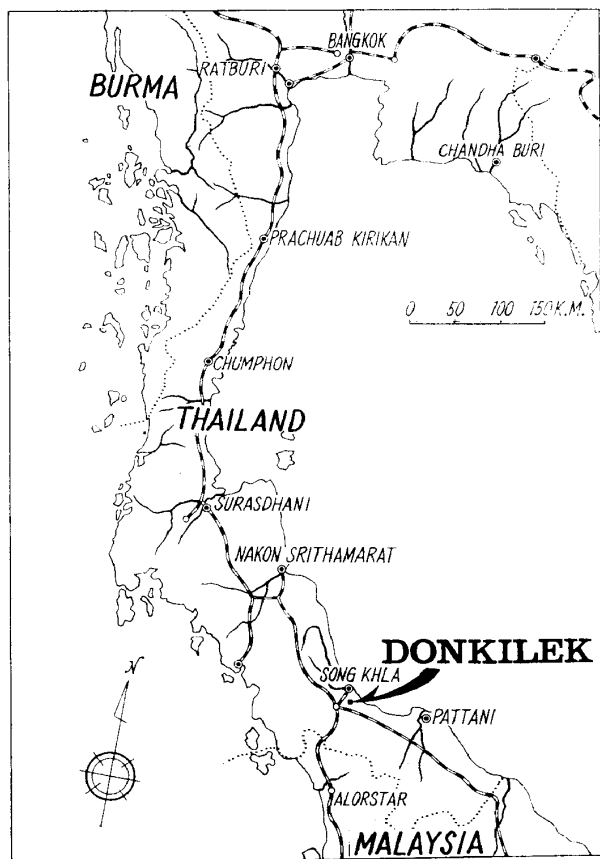 BANGKOK
RATBURI
BURMA
CHANDHA BURI
PRACHUAB KIRIKAN
0 50 100 150 K.M.
CHUMPHON
THAILAND
SURASDHANI
NAKON SRITHAMARAT
DONKILEK
SONG KHLA
N
PATTANI
ALORSTAR
MALAYSIA